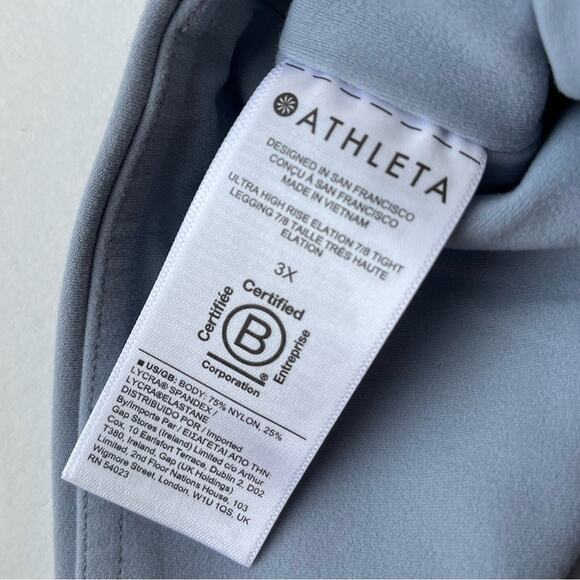 ATHLETA
DESIGNED IN SAN FRANCISCO
CONÇU À SAN FRANCISCO
MADE IN VIETNAM
ULTRA HIGH RISE ELATION 7/8 TIGHT
LEGGING 7/8 TAILLE TRÈS HAUTE
ELATION
3X
Certified
Certifiée
B
®
Corporation
Entreprise
■ US/GB: BODY: 75% NYLON, 25%
LYCRA® SPANDEX /
LYCRA®ELASTANE
DISTRIBUIDO POR / Imported
By/Importe Par / ΕΙΣΑΓΕΤΑΙ ΑΠΟ ΤΗΝ:
Gap Stores (Ireland) Limited c/o Arthur
Cox, 10 Earlsfort Terrace, Dublin 2, D02
T380, Ireland, Gap (UK Holdings)
Limited, 2nd Floor Nations House, 103
Wigmore Street, London, W1U 1QS, UK
RN 54023